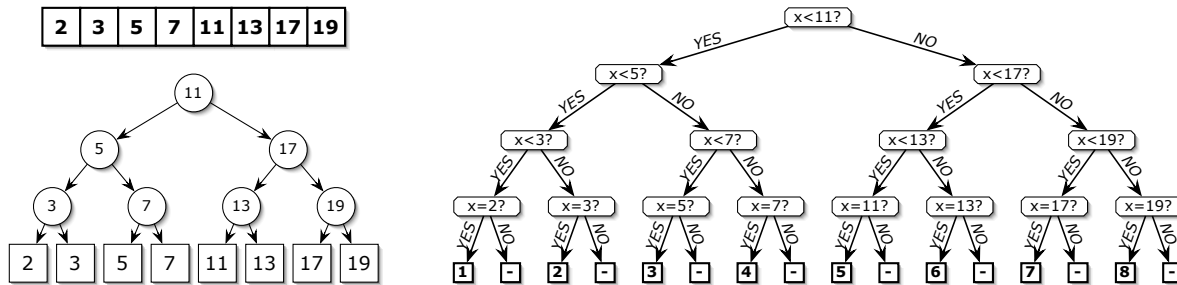 2 3 5 7 11 13 17 19
11
5 17
3 7 13 19
2 3 5 7 11 13 17 19
x<11?
YES NO
x<5? x<17?
YES NO YES NO
x<3? x<7? x<13? x<19?
YES NO YES NO YES NO YES NO
x=2? x=3? x=5? x=7? x=11? x=13? x=17? x=19?
YES NO YES NO YES NO YES NO YES NO YES NO YES NO YES NO
1 - 2 - 3 - 4 - 5 - 6 - 7 - 8 -